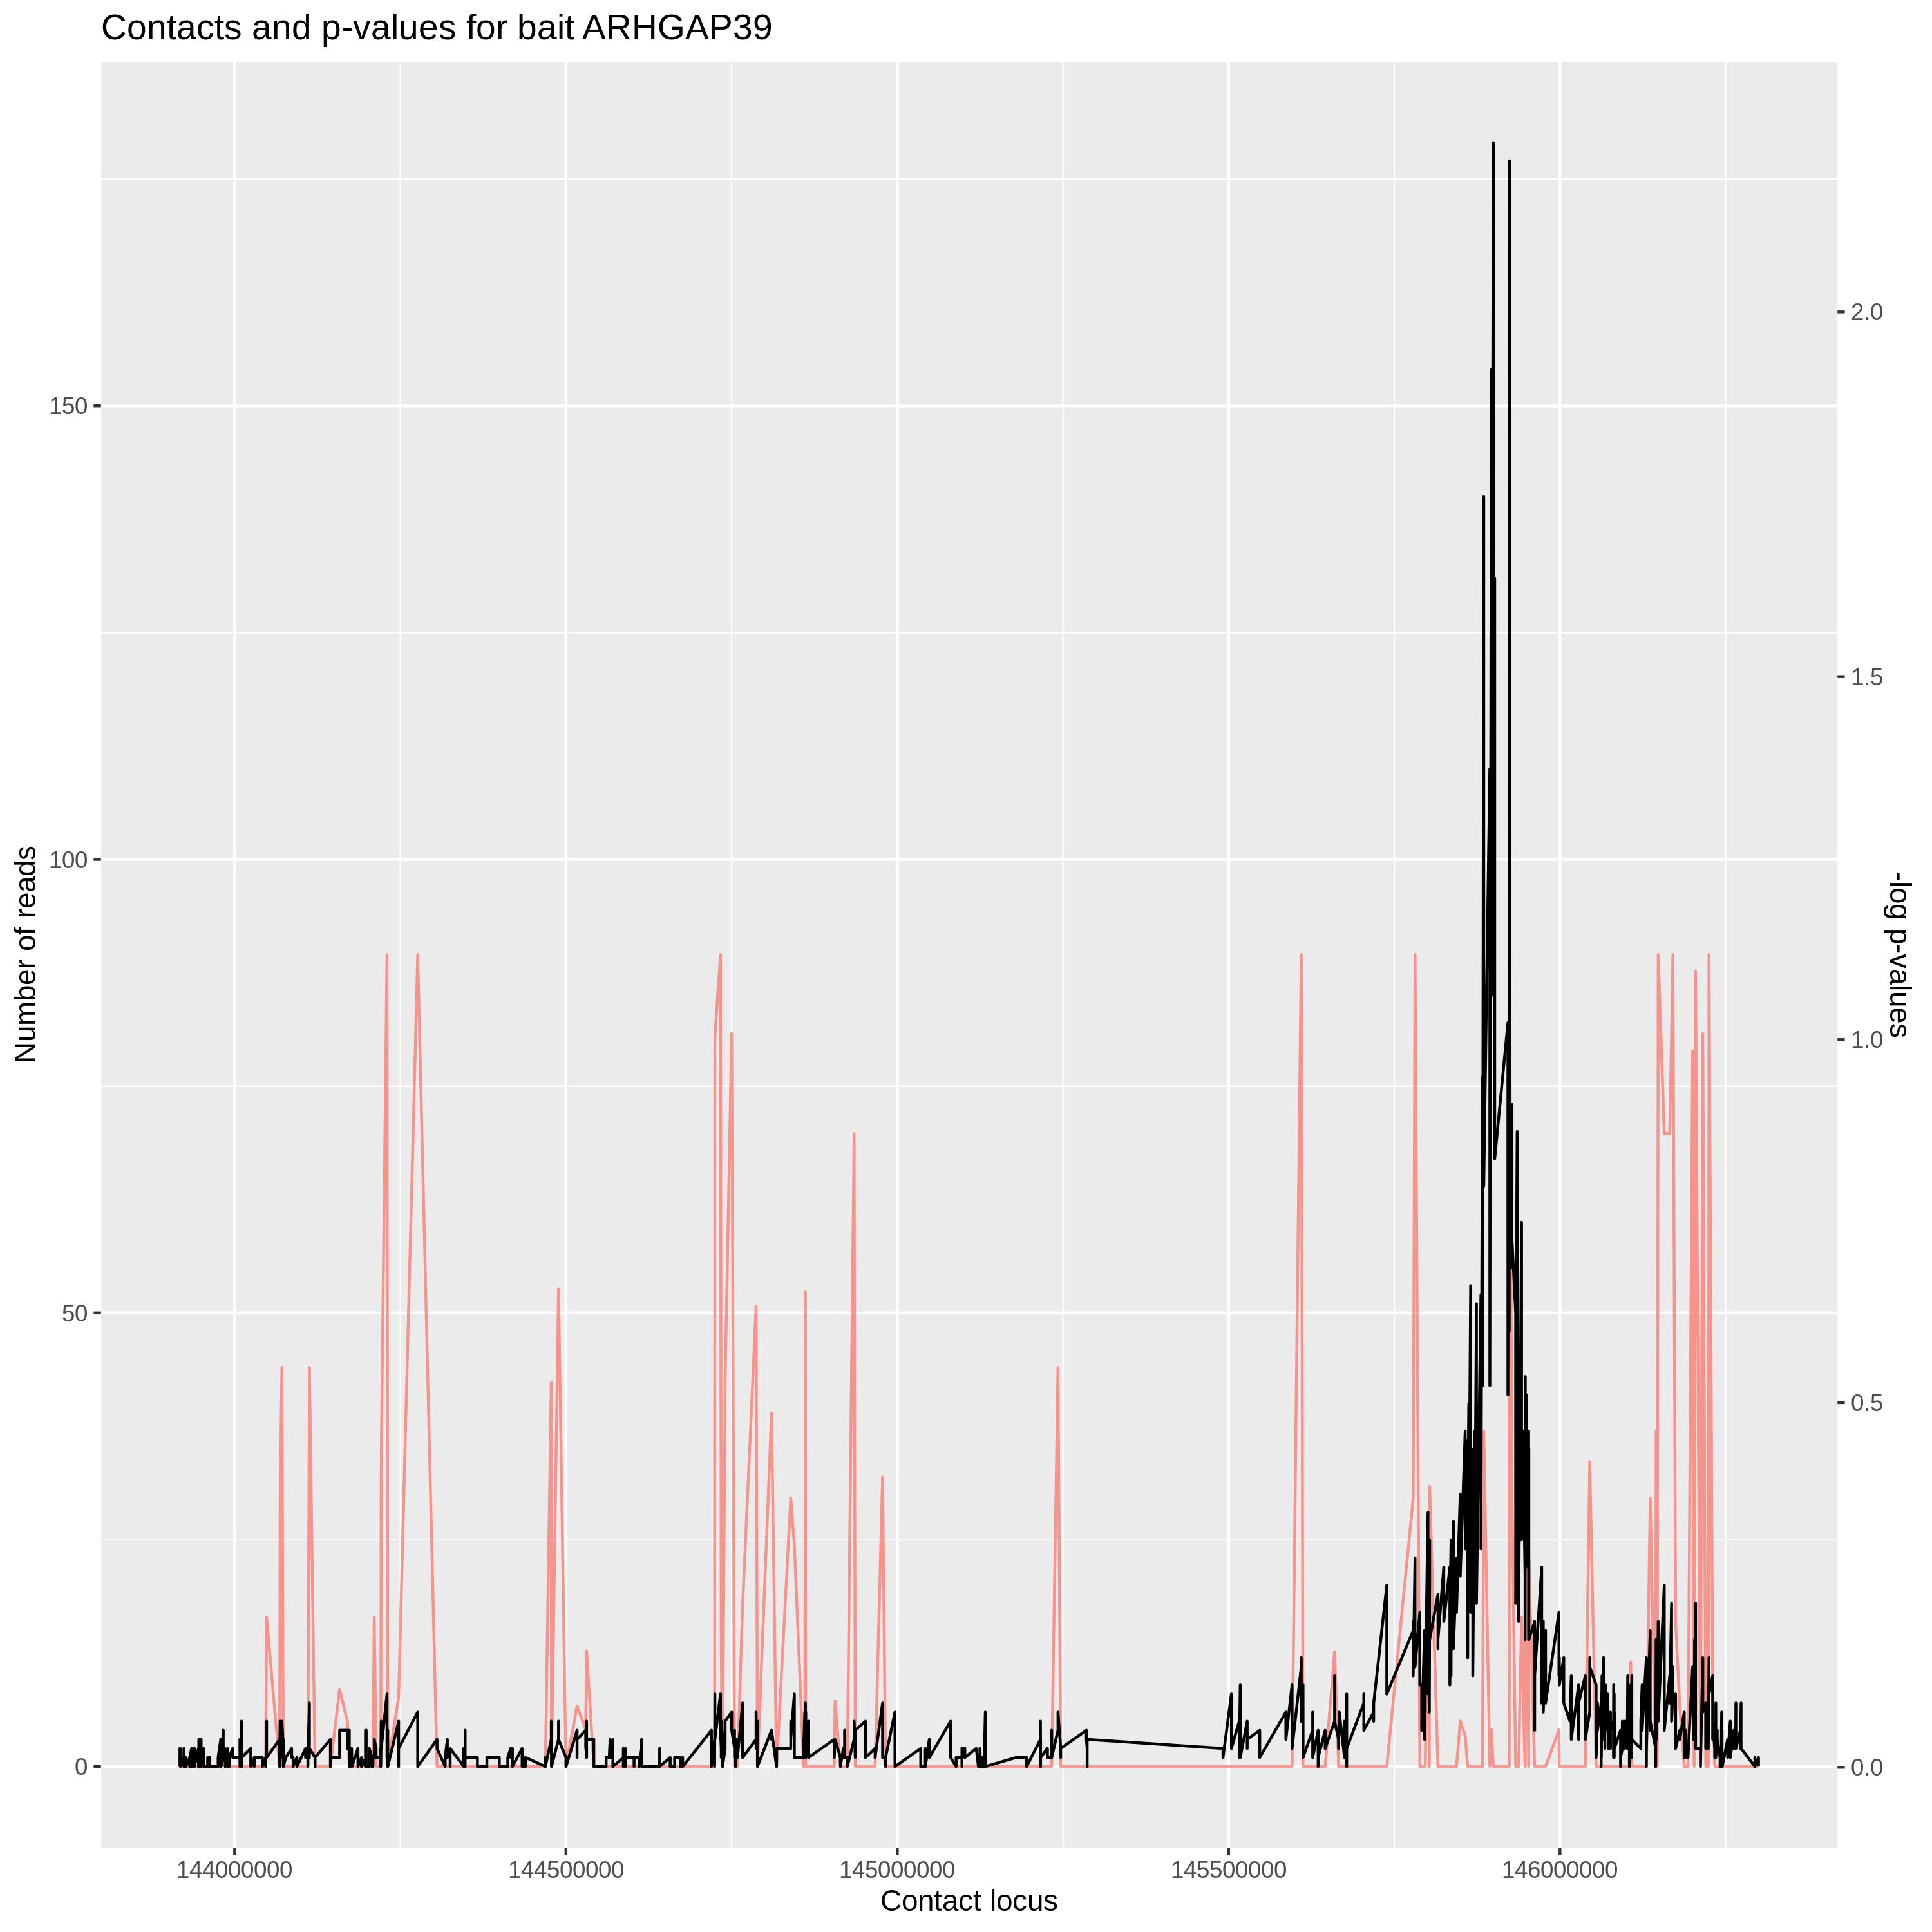 Contacts and p-values for bait ARHGAP39
Number of reads
150
100
50
0
2.0
1.5
1.0
0.5
0.0
-log p-values
144000000 144500000 145000000 145500000 146000000
Contact locus